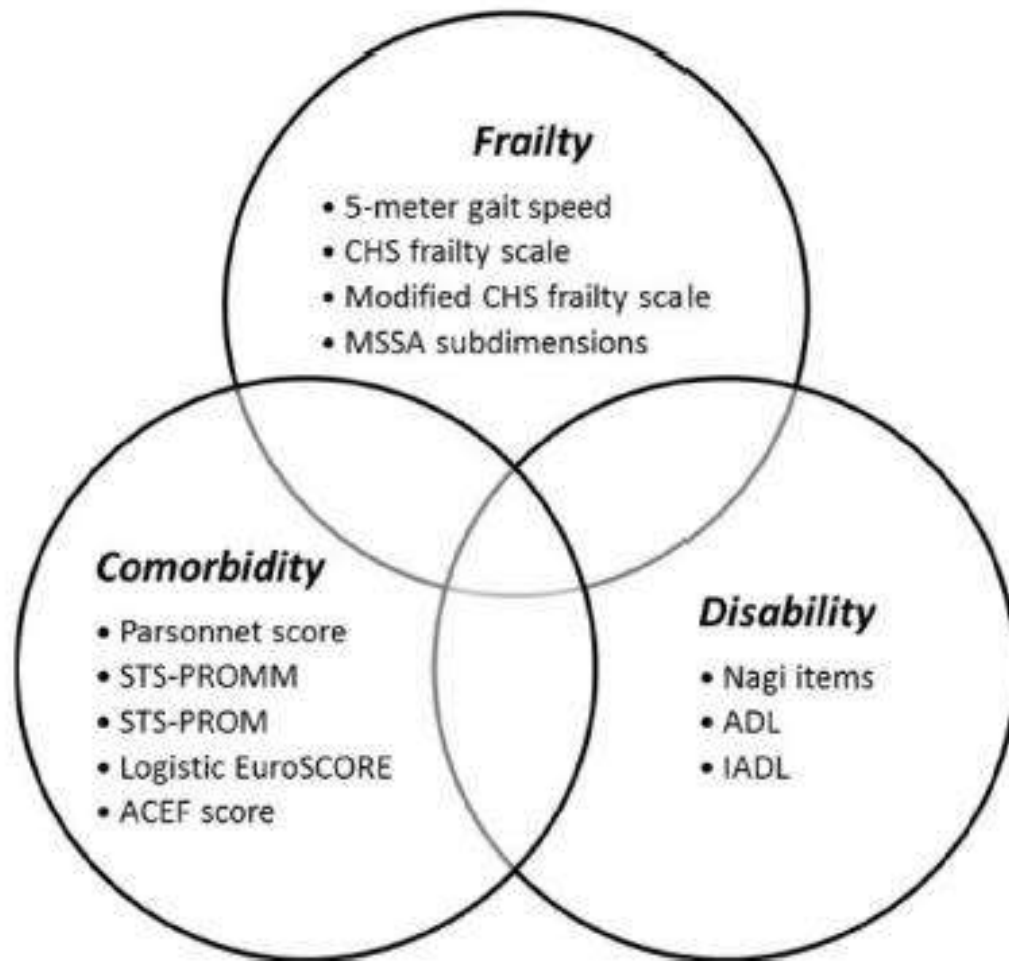 Frailty
• 5-meter gait speed
• CHS frailty scale
• Modified CHS frailty scale
• MSSA subdimensions
Comorbidity
• Parsonnet score
• STS-PROMM
• STS-PROM
• Logistic EuroSCORE
• ACEF score
Disability
• Nagi items
• ADL
• IADL